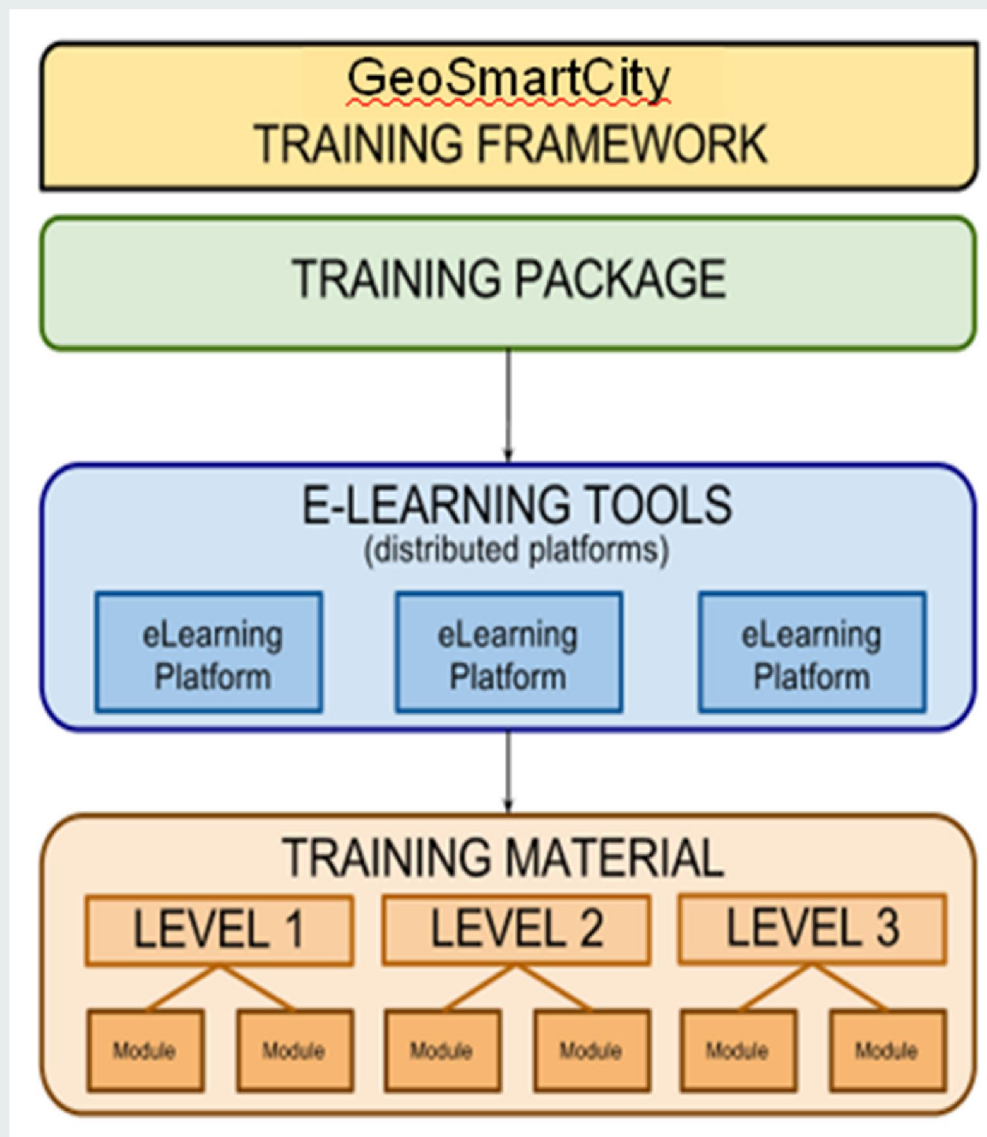 GeoSmartCity
TRAINING FRAMEWORK
TRAINING PACKAGE
E-LEARNING TOOLS
(distributed platforms)
eLearning
Platform
eLearning
Platform
eLearning
Platform
TRAINING MATERIAL
LEVEL 1
LEVEL 2
LEVEL 3
Module
Module
Module
Module
Module
Module